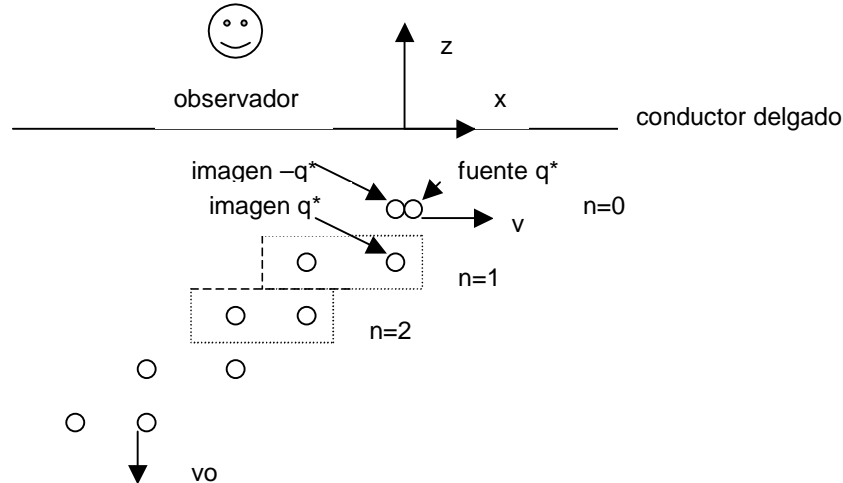 z
observador
x
conductor delgado
imagen –q*
fuente q*
imagen q*
n=0
v
n=1
n=2
vo